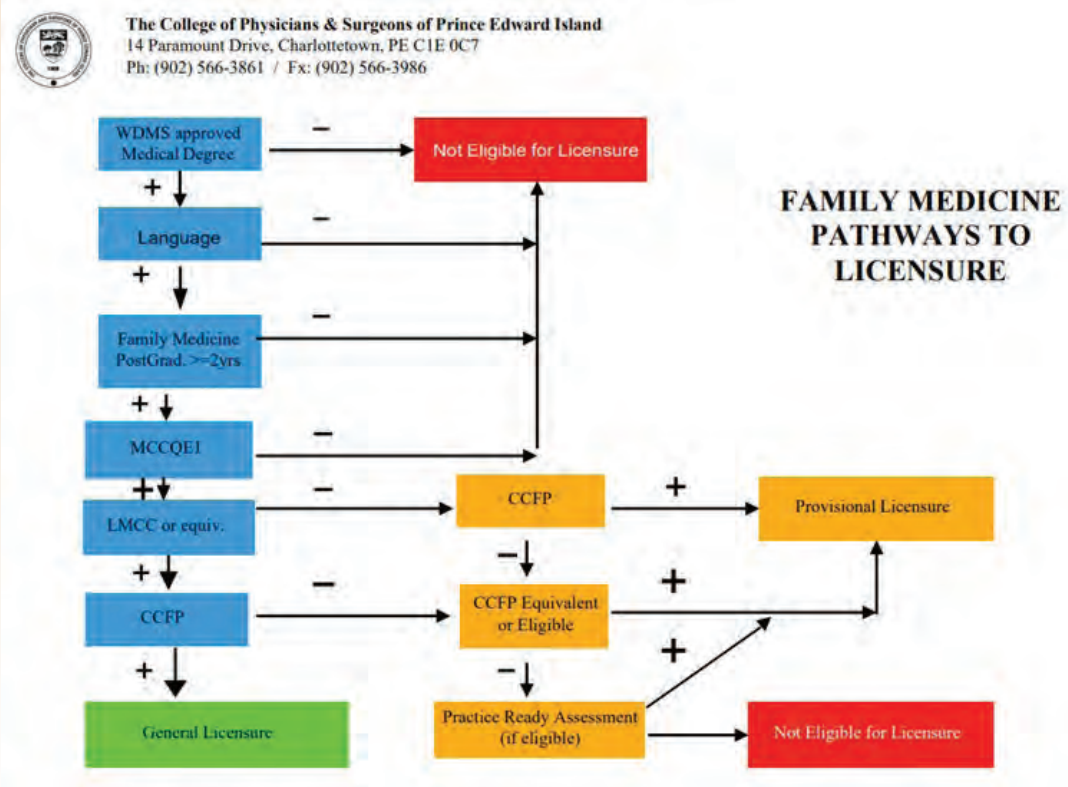 The College of Physicians & Surgeons of Prince Edward Island
14 Paramount Drive, Charlottetown, PE C1E 0C7
Ph: (902) 566-3861 / Fx: (902) 566-3986
FAMILY MEDICINE
PATHWAYS TO
LICENSURE
WDMS approved
Medical Degree
−
Not Eligible for Licensure
+
Language
−
+
Family Medicine
PostGrad. >=2yrs
−
+
MCCQE1
−
+
LMCC or equiv.
−
CCFP
+
Provisional Licensure
+
−
CCFP
−
CCFP Equivalent
or Eligible
+
+
+
−
General Licensure
Practice Ready Assessment
(if eligible)
Not Eligible for Licensure